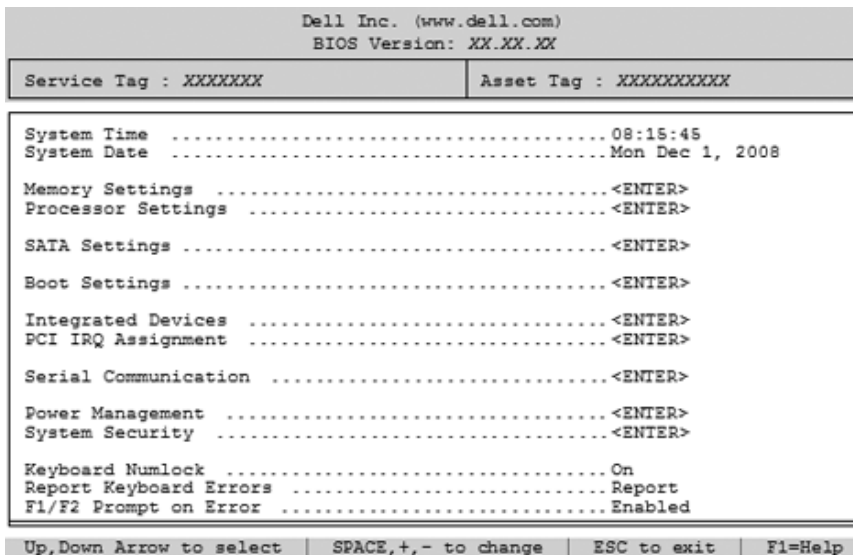 Dell Inc. (www.dell.com)
BIOS Version: XX.XX.XX
Service Tag : XXXXXXX
Asset Tag : XXXXXXXXXX
System Time ........................................ 08:15:45
System Date ........................................ Mon Dec 1, 2008
Memory Settings .................................... <ENTER>
Processor Settings ................................. <ENTER>
SATA Settings ....................................... <ENTER>
Boot Settings ....................................... <ENTER>
Integrated Devices ................................. <ENTER>
PCI IRQ Assignment ................................. <ENTER>
Serial Communication ............................... <ENTER>
Power Management ................................... <ENTER>
System Security .................................... <ENTER>
Keyboard Numlock ................................... On
Report Keyboard Errors ............................. Report
F1/F2 Prompt on Error .............................. Enabled
Up,Down Arrow to select | SPACE,+,- to change | ESC to exit | F1=Help